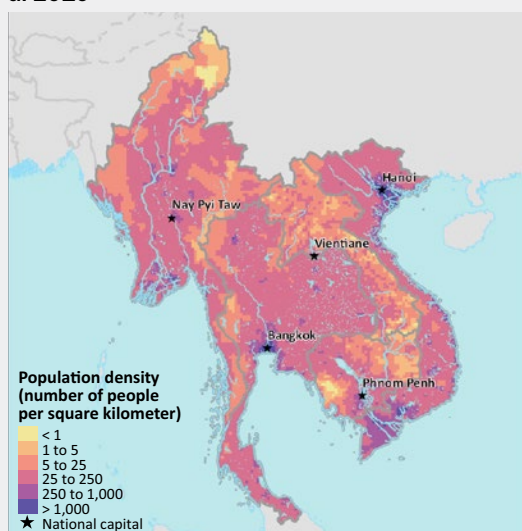 Hanoi
Nay Pyi Taw
Vientiane
Bangkok
Phnom Penh
Population density
(number of people
per square kilometer)
< 1
1 to 5
5 to 25
25 to 250
250 to 1,000
> 1,000
★ National capital